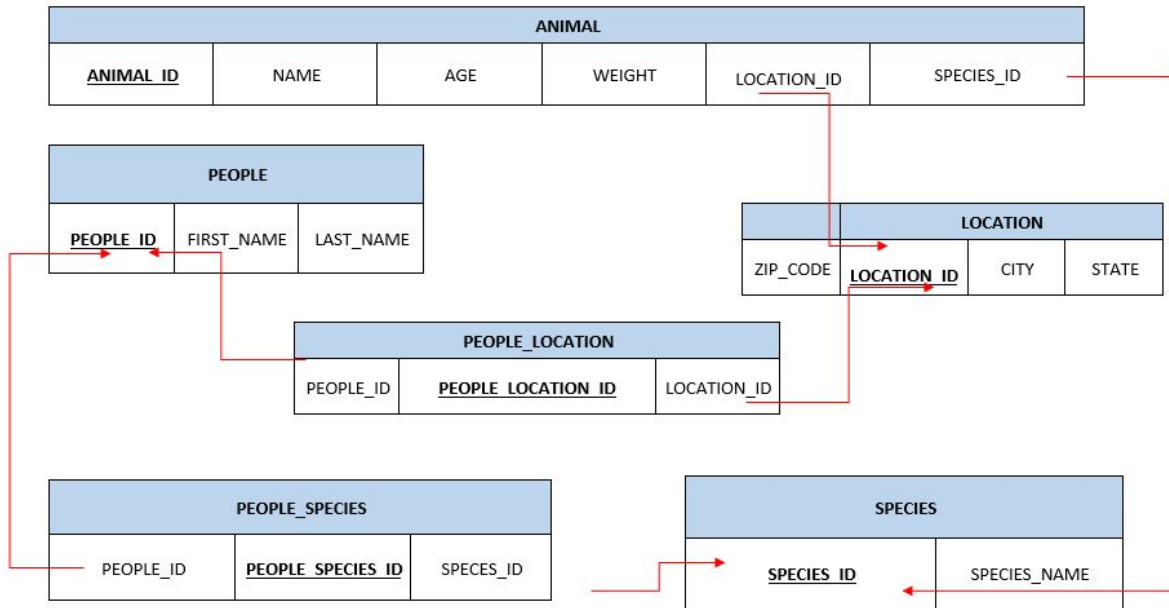 ANIMAL
ANIMAL_ID NAME AGE WEIGHT LOCATION_ID SPECIES_ID
PEOPLE
PEOPLE_ID FIRST_NAME LAST_NAME
LOCATION
ZIP_CODE LOCATION_ID CITY STATE
PEOPLE_LOCATION
PEOPLE_ID PEOPLE_LOCATION_ID LOCATION_ID
PEOPLE_SPECIES
PEOPLE_ID PEOPLE_SPECIES_ID SPECES_ID
SPECIES
SPECIES_ID SPECIES_NAME